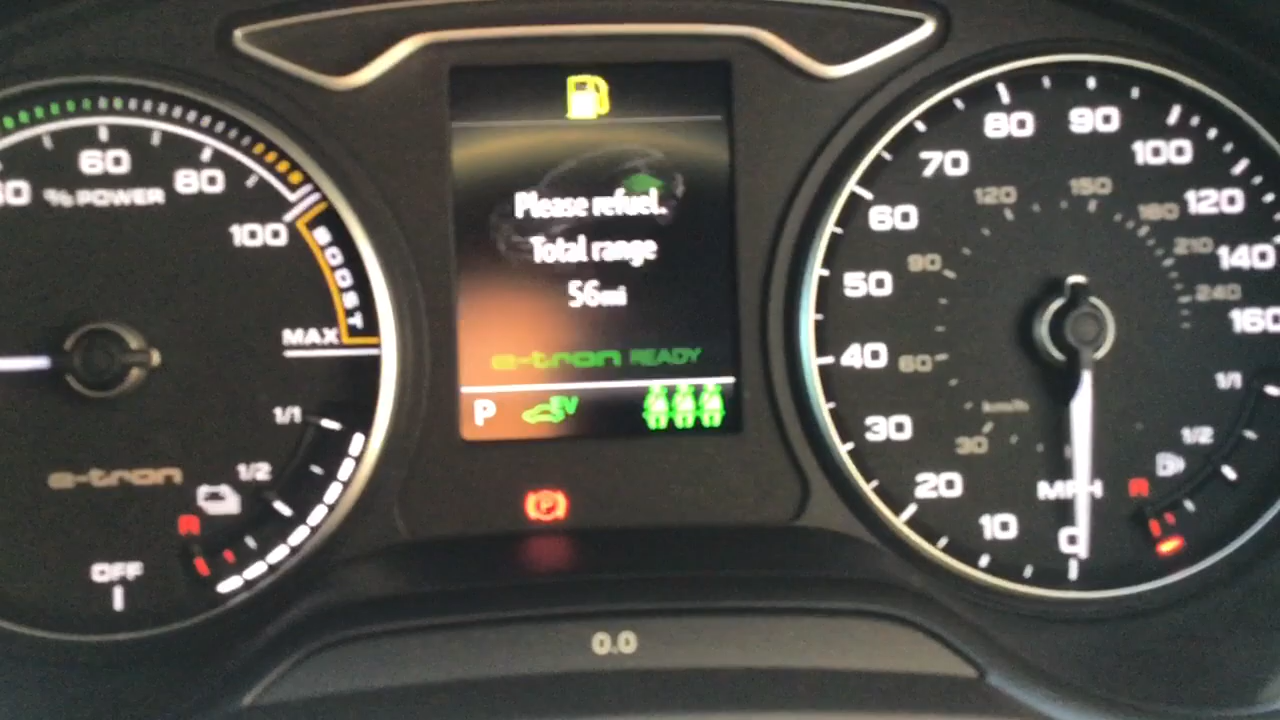 60
% POWER
80
100
BOOST
MAX
1/1
e-tron
1/2
R
OFF
Please refuel.
Total range
56mi
e-tron READY
P
EV
(P)
0.0
80
90
70
100
120
150
180
120
60
210
140
50
90
240
160
40
60
1/1
30
km/h
30
1/2
20
MPH
R
10
0